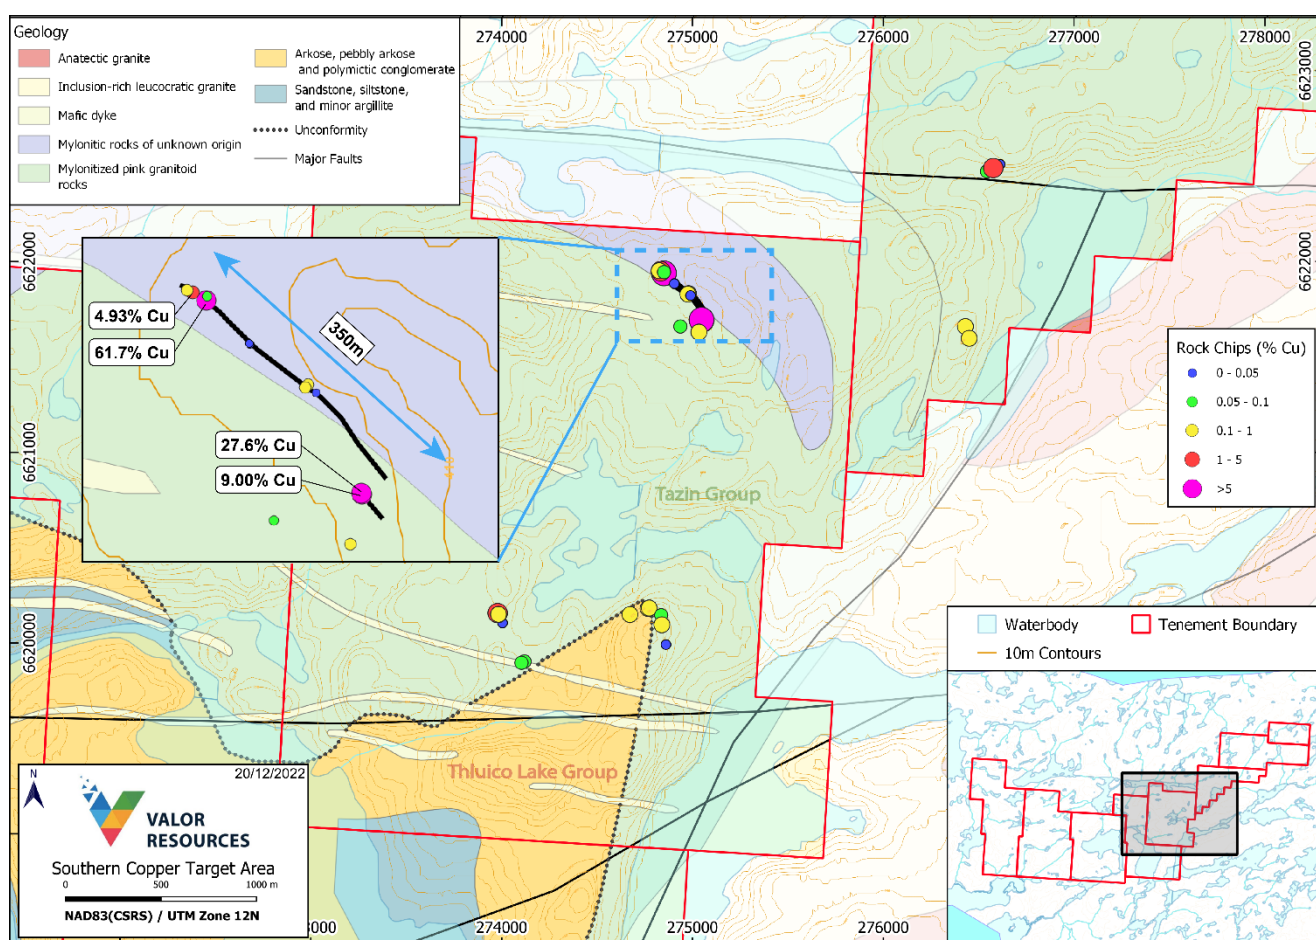 Geology
Anatectic granite
Inclusion-rich leucocratic granite
Mafic dyke
Mylonitic rocks of unknown origin
Mylonitized pink granitoid
rocks
Arkose, pebbly arkose
and polymictic conglomerate
Sandstone, siltstone,
and minor argillite
Unconformity
Major Faults
274000
275000
276000
277000
278000
6623000
6622000
6622000
6621000
6621000
6620000
4.93% Cu
61.7% Cu
350m
27.6% Cu
9.00% Cu
Rock Chips (% Cu)
0 - 0.05
0.05 - 0.1
0.1 - 1
1 - 5
>5
Tazin Group
Thluico Lake Group
Waterbody
Tenement Boundary
10m Contours
N
20/12/2022
VALOR
RESOURCES
Southern Copper Target Area
0 500 1000 m
NAD83(CSRS) / UTM Zone 12N
3000
274000
275000
276000